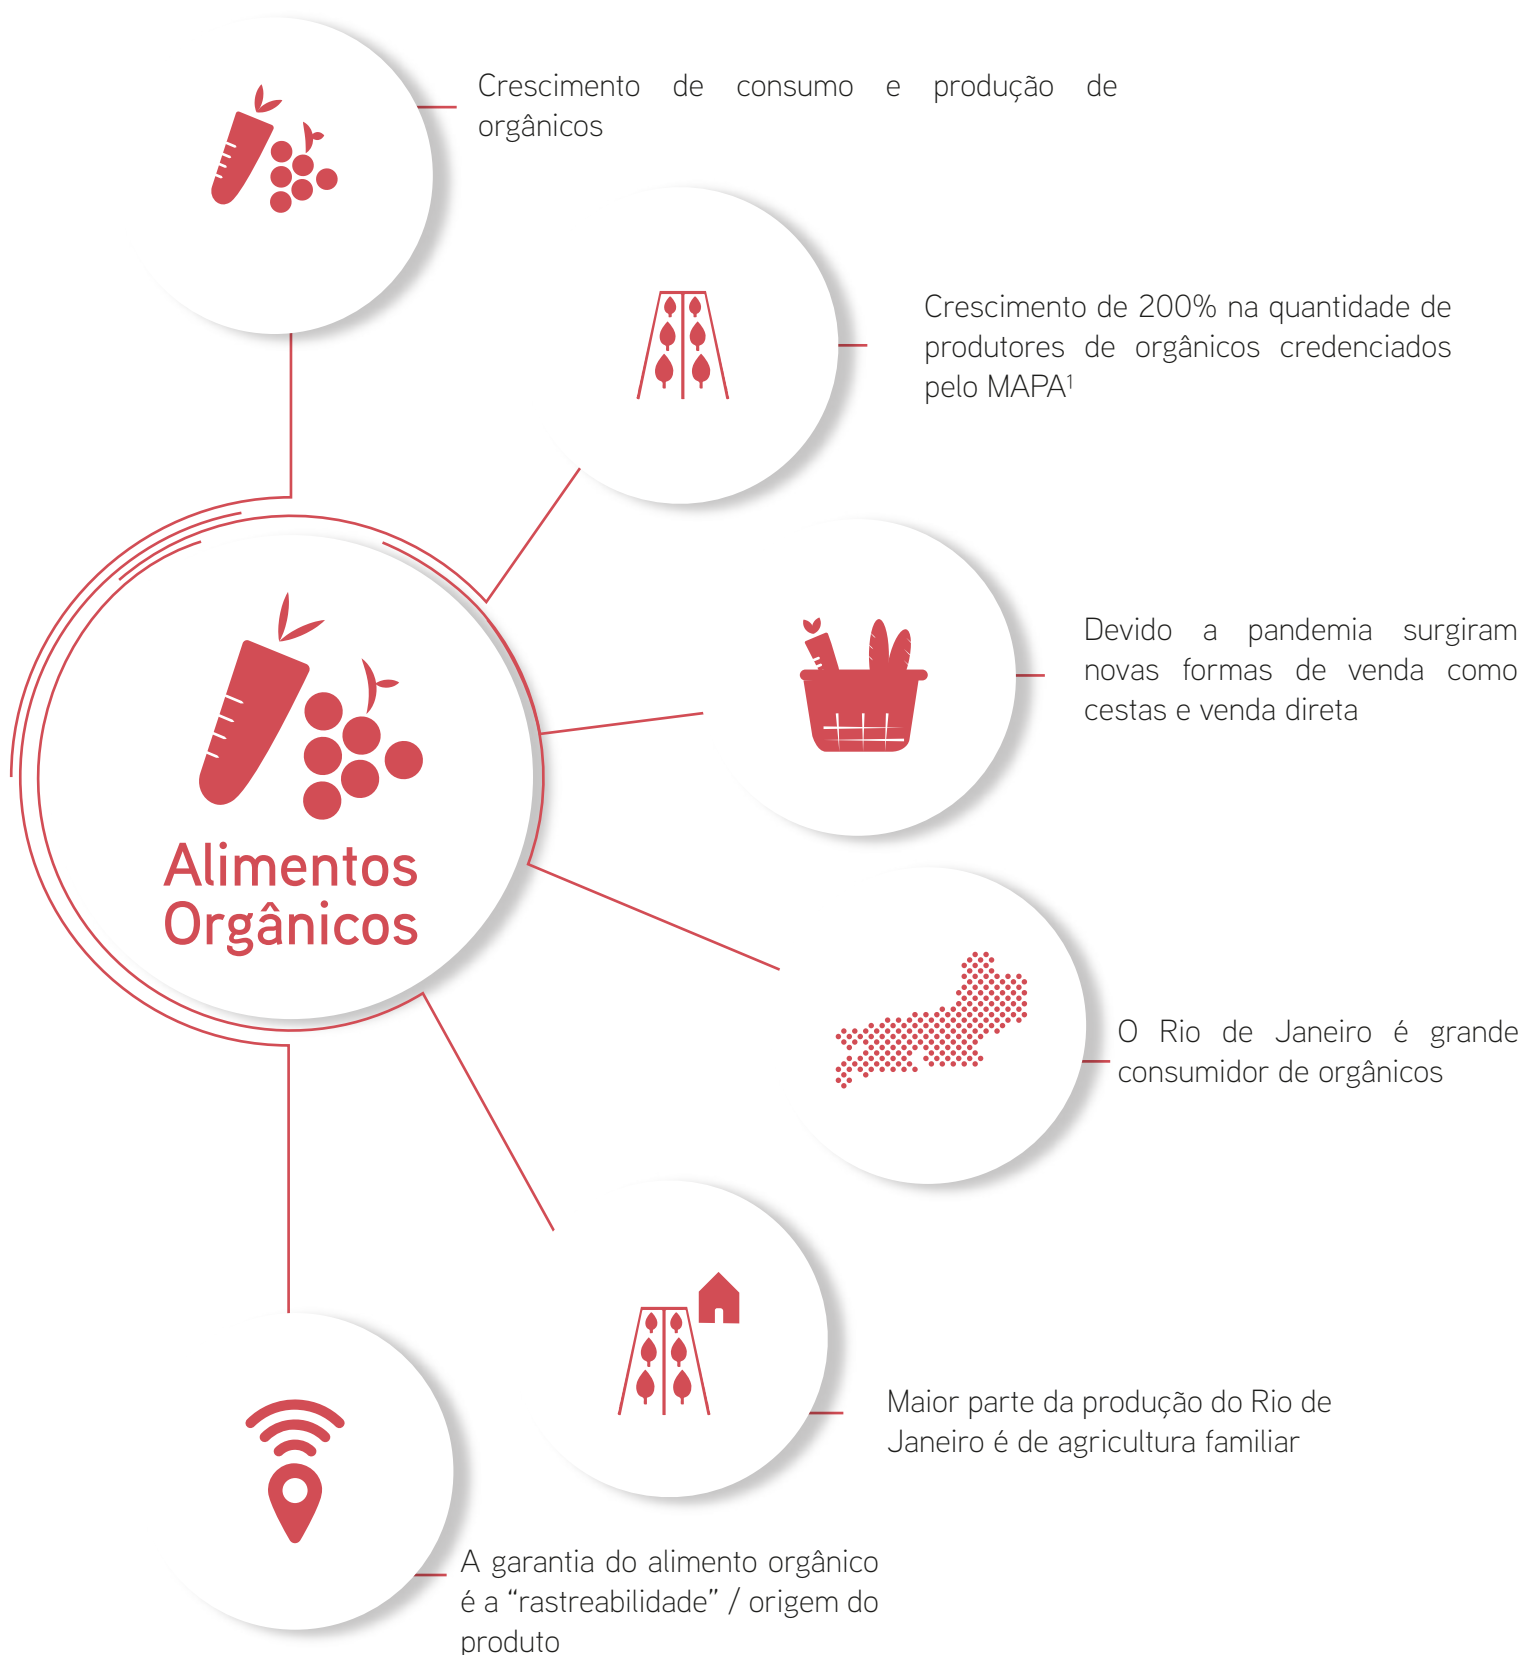 Crescimento de consumo e produção de
orgânicos
Crescimento de 200% na quantidade de
produtores de orgânicos credenciados
pelo MAPA¹
Devido a pandemia surgiram
novas formas de venda como
cestas e venda direta
Alimentos
Orgânicos
O Rio de Janeiro é grande
consumidor de orgânicos
Maior parte da produção do Rio de
Janeiro é de agricultura familiar
A garantia do alimento orgânico
é a “rastreabilidade” / origem do
produto